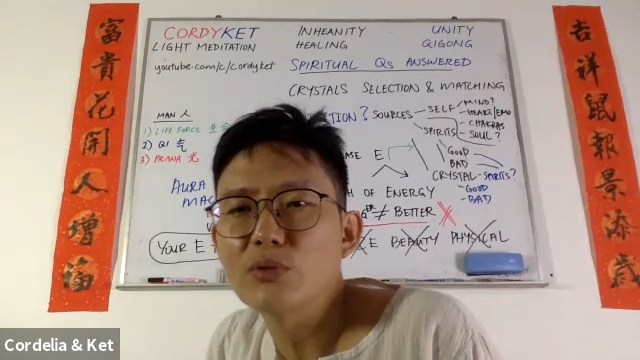 富貴花開人增
吉祥鼠報景添歲
CORDYKET
LIGHT MEDITATION
youtube.com/c/cordyket
INHEANITY
HEALING
UNITY
QIGONG
SPIRITUAL Qs ANSWERED
CRYSTALS SELECTION & MATCHING
MAN 人
1) LIFE FORCE 生
2) QI 气
3) PRANA 光
AURA
YOUR E
? SOURCES
SELF
MIND?
HEART/EMO
CHAKRAS
SOUL?
SPIRITS
GOOD
BAD
CRYSTAL - SPIRITS?
GOOD
BAD
E
OF ENERGY
≠ BETTER
E BEAUTY PHYSICAL
Cordelia & Ket